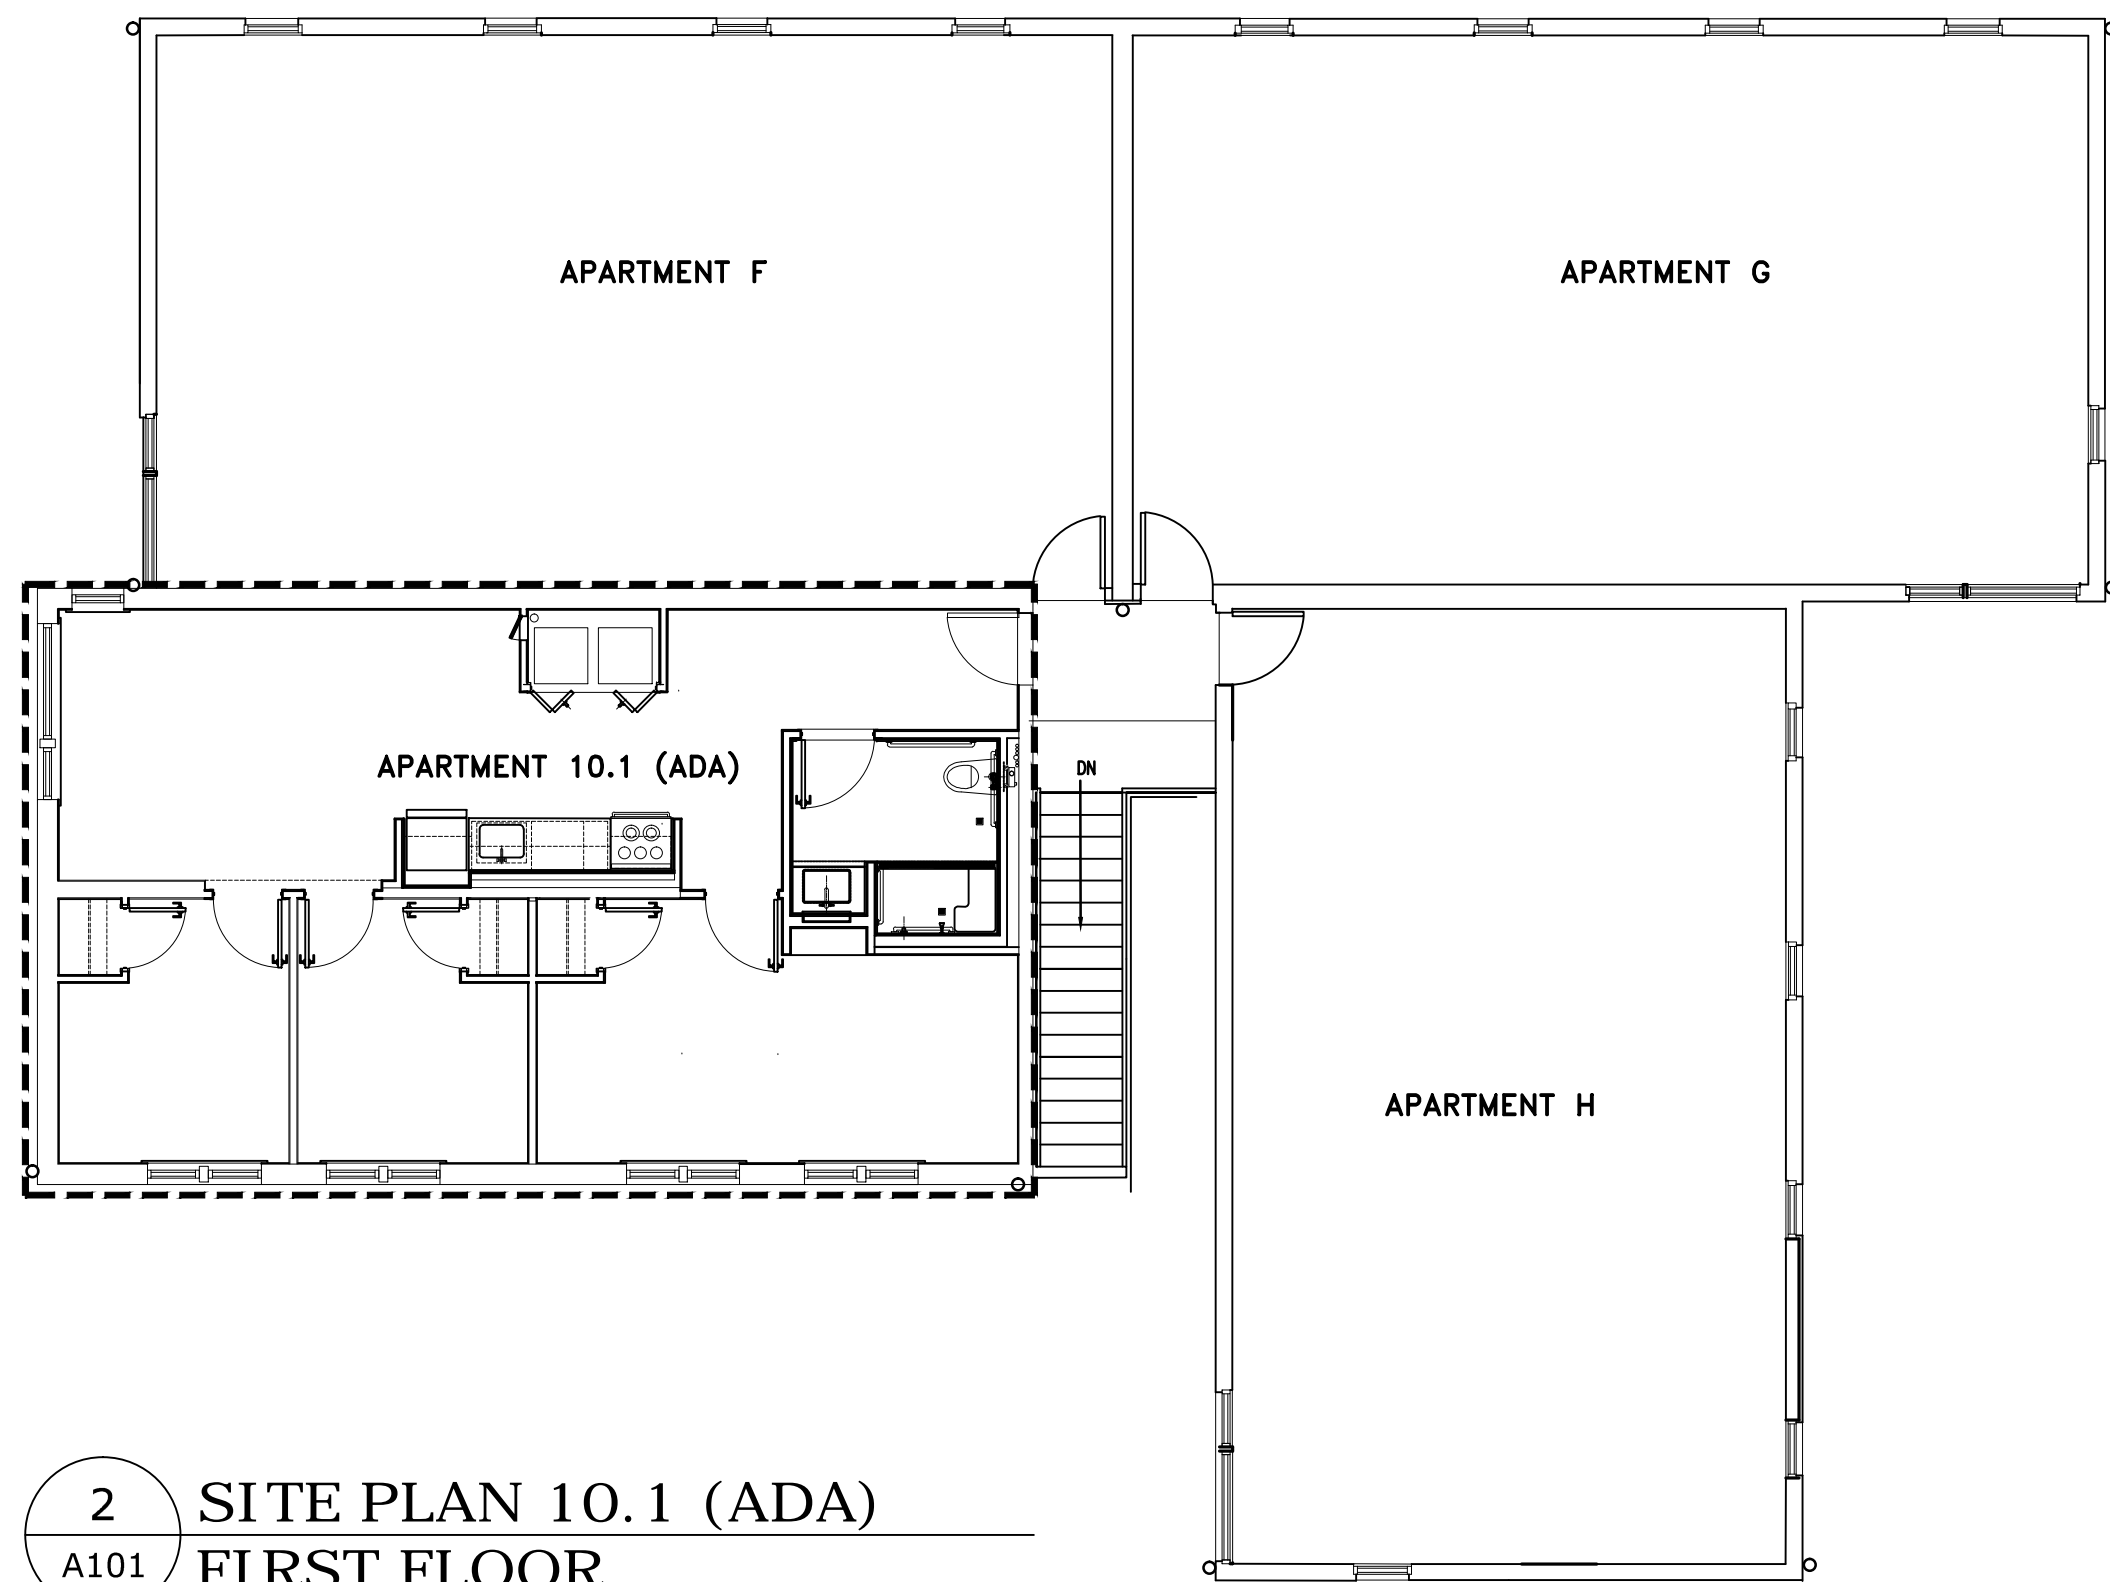 APARTMENT F
APARTMENT G
APARTMENT 10.1 (ADA)
DN
APARTMENT H
2
SITE PLAN 10.1 (ADA)
A101
FIRST FLOOR